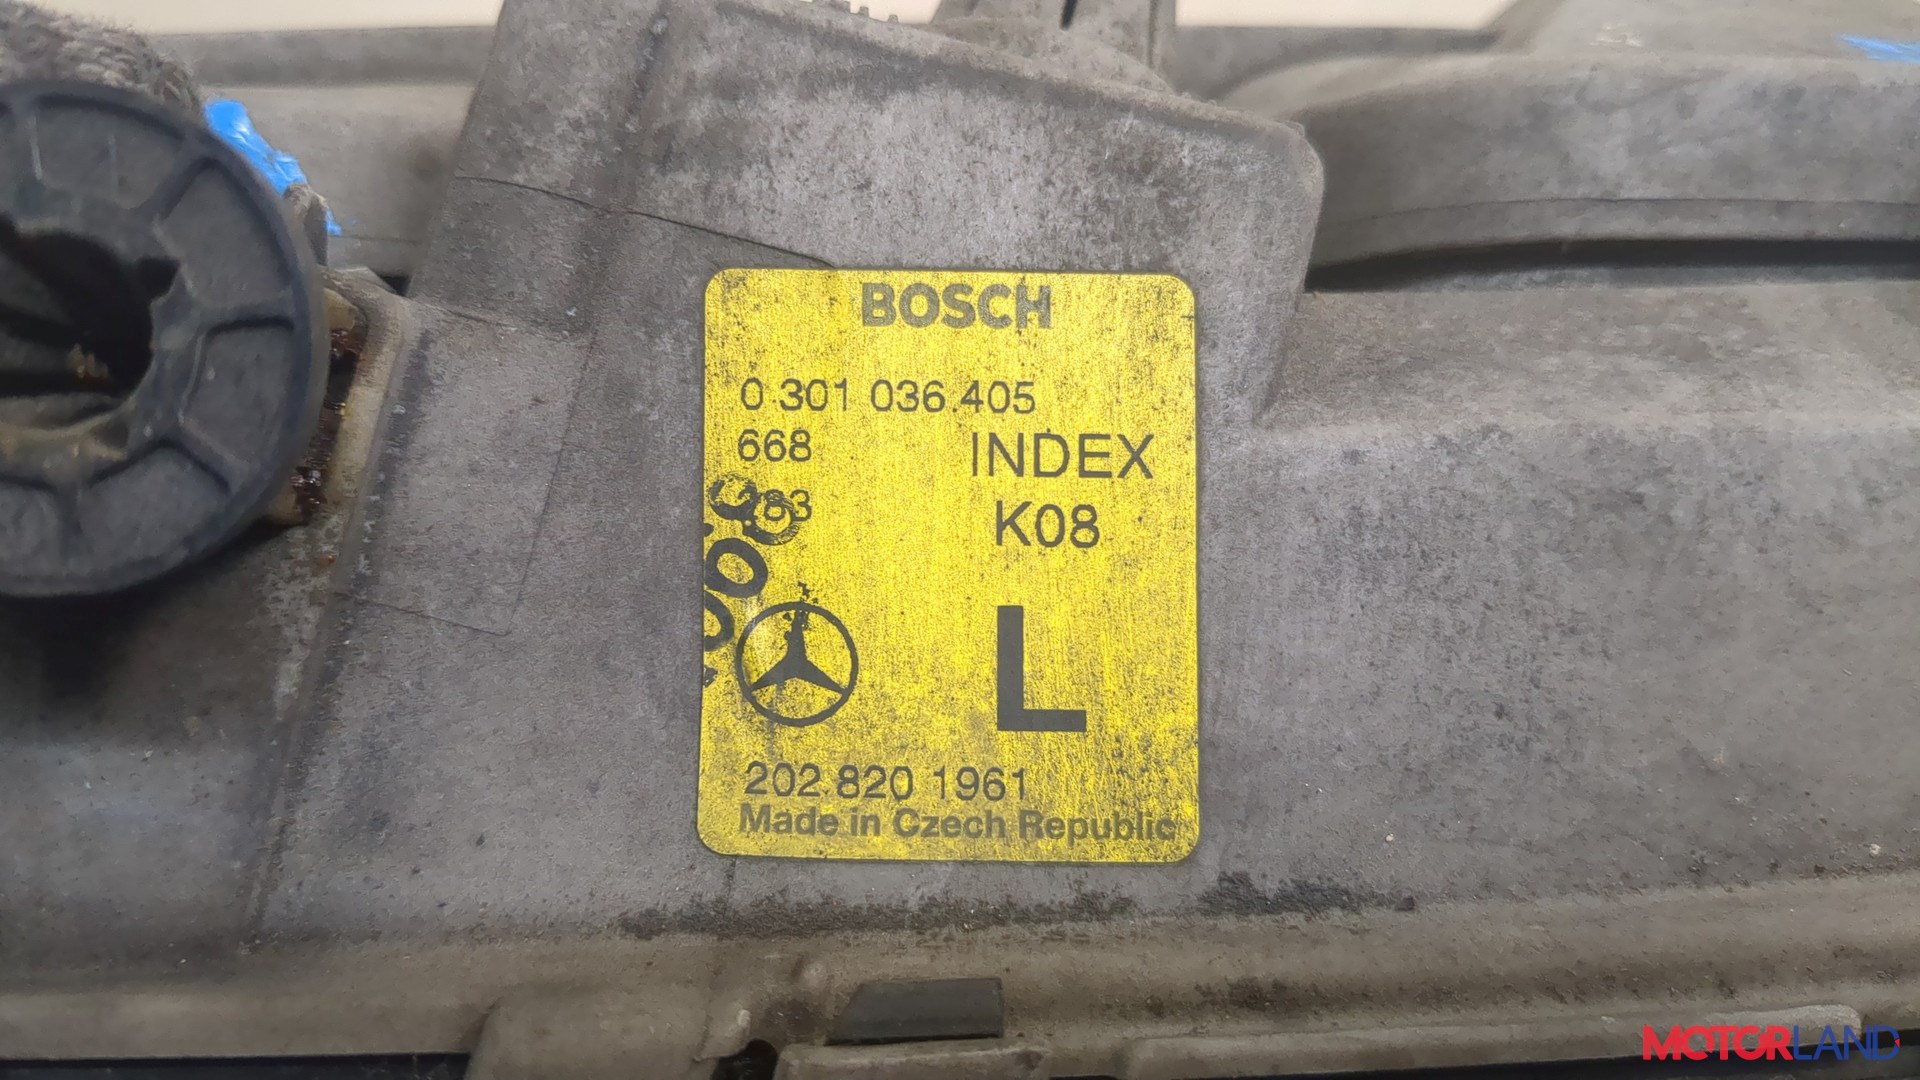 BOSCH
0 301 036 405
668 INDEX
K08
L
202 820 1961
Made in Czech Republic
MOTORLAND